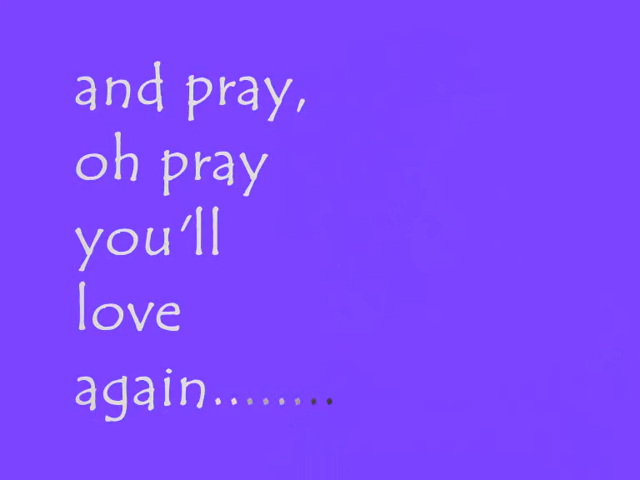 and pray,
oh pray
you'll
love
again........